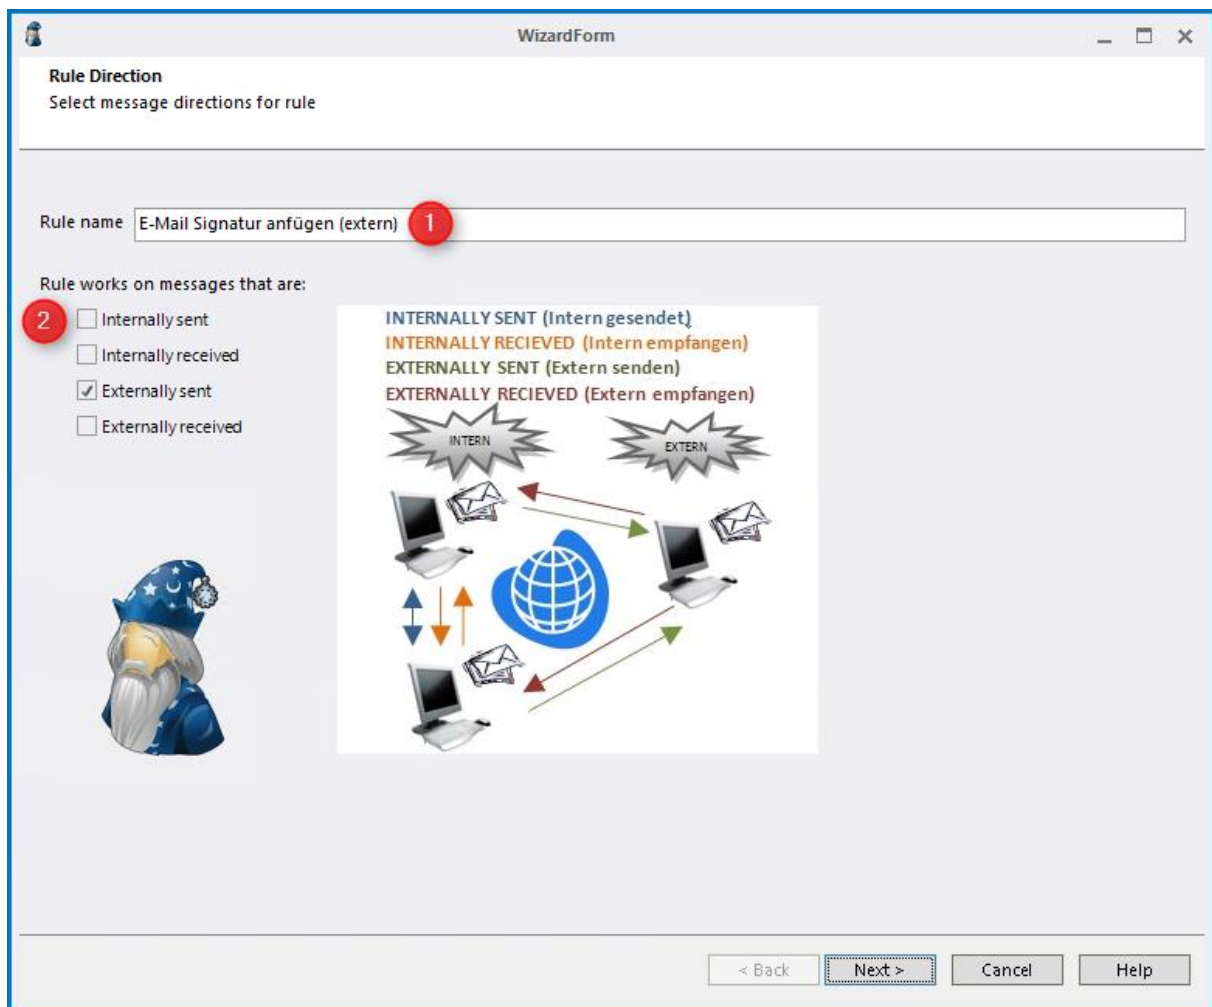 WizardForm
Rule Direction
Select message directions for rule
Rule name E-Mail Signatur anfügen (extern) 1
Rule works on messages that are:
2 Internally sent
Internally received
Externally sent
Externally received
INTERNALLY SENT (Intern gesendet)
INTERNALLY RECIEVED (Intern empfangen)
EXTERNALLY SENT (Extern senden)
EXTERNALLY RECIEVED (Extern empfangen)
INTERN EXTERN
< Back Next > Cancel Help